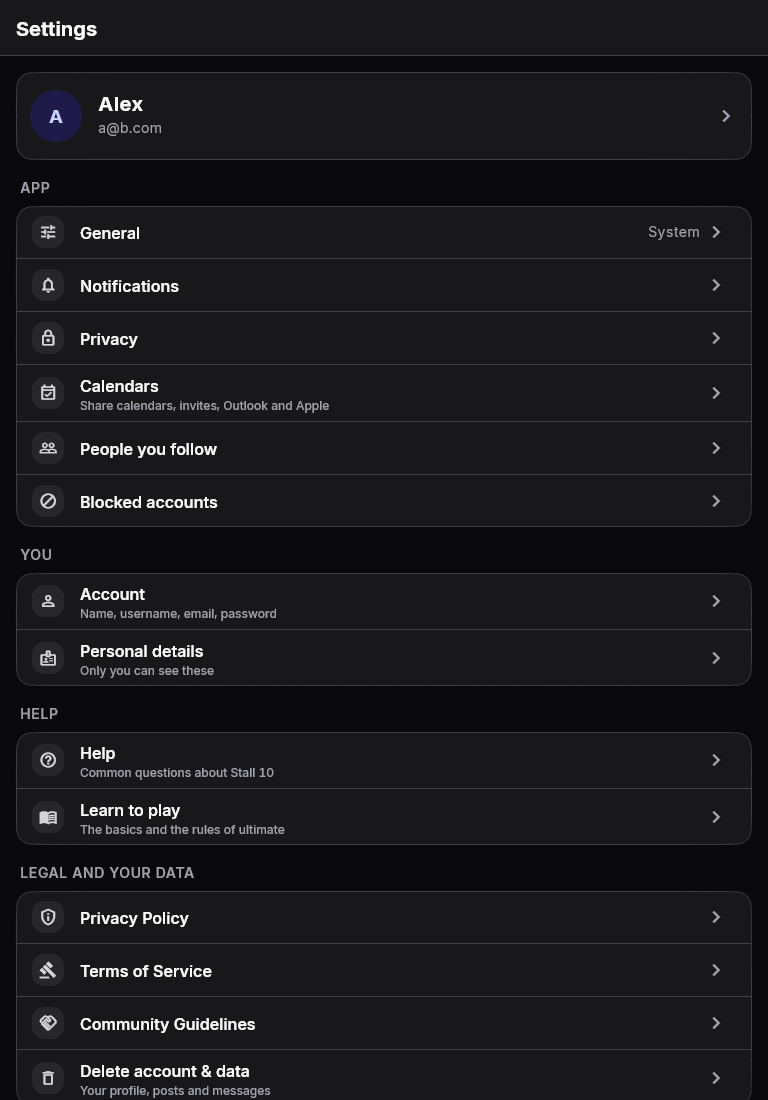 Settings
A
Alex
a@b.com
APP
General
System
Notifications
Privacy
Calendars
Share calendars, invites, Outlook and Apple
People you follow
Blocked accounts
YOU
Account
Name, username, email, password
Personal details
Only you can see these
HELP
Help
Common questions about Stall 10
Learn to play
The basics and the rules of ultimate
LEGAL AND YOUR DATA
Privacy Policy
Terms of Service
Community Guidelines
Delete account & data
Your profile, posts and messages